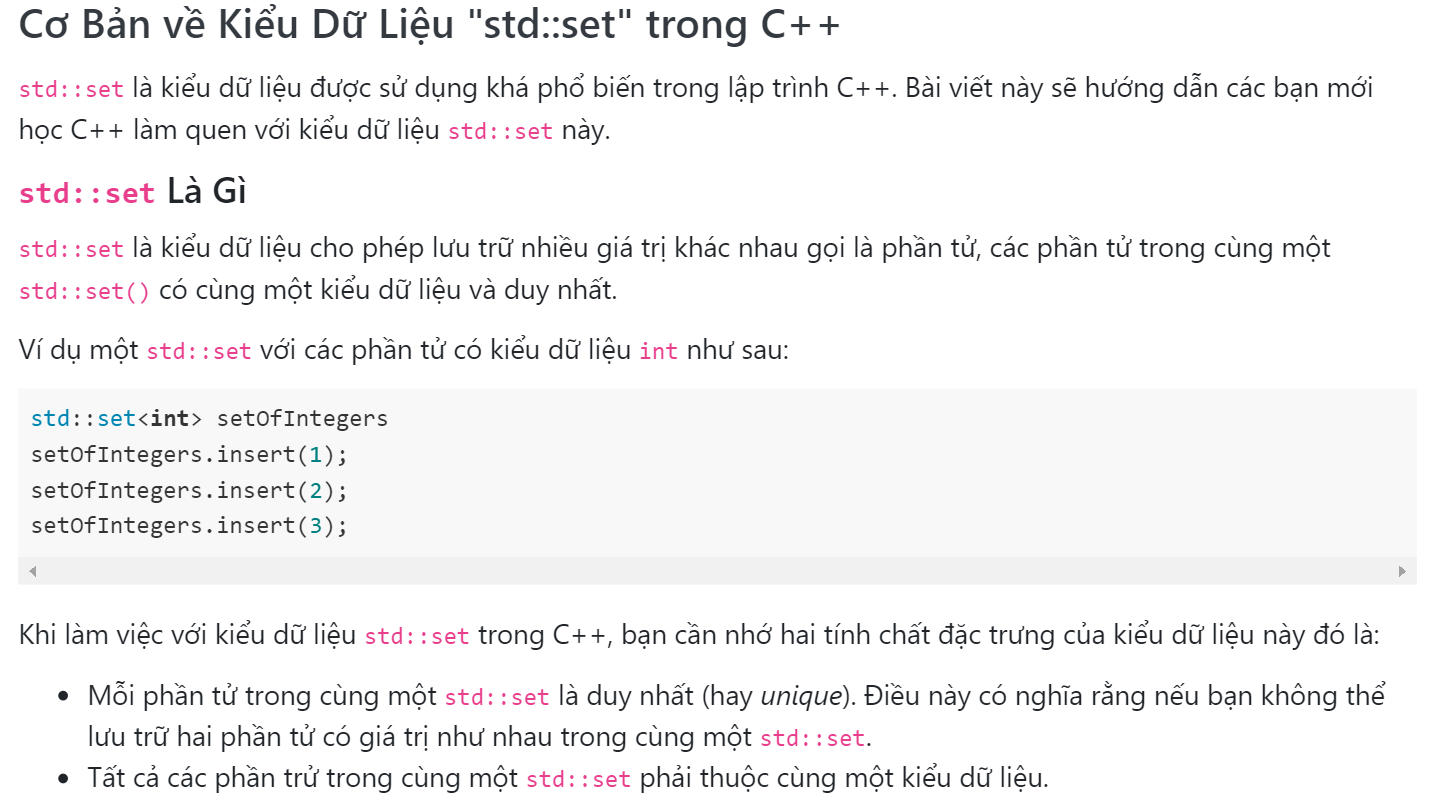 Cơ Bản về Kiểu Dữ Liệu "std::set" trong C++
std::set là kiểu dữ liệu được sử dụng khá phổ biến trong lập trình C++. Bài viết này sẽ hướng dẫn các bạn mới
học C++ làm quen với kiểu dữ liệu std::set này.
std::set Là Gì
std::set là kiểu dữ liệu cho phép lưu trữ nhiều giá trị khác nhau gọi là phần tử, các phần tử trong cùng một
std::set() có cùng một kiểu dữ liệu và duy nhất.
Ví dụ một std::set với các phần tử có kiểu dữ liệu int như sau:
std::set<int> setOfIntegers
setOfIntegers.insert(1);
setOfIntegers.insert(2);
setOfIntegers.insert(3);
Khi làm việc với kiểu dữ liệu std::set trong C++, bạn cần nhớ hai tính chất đặc trưng của kiểu dữ liệu này đó là:
• Mỗi phần tử trong cùng một std::set là duy nhất (hay unique). Điều này có nghĩa rằng nếu bạn không thể
lưu trữ hai phần tử có giá trị như nhau trong cùng một std::set.
• Tất cả các phần trử trong cùng một std::set phải thuộc cùng một kiểu dữ liệu.